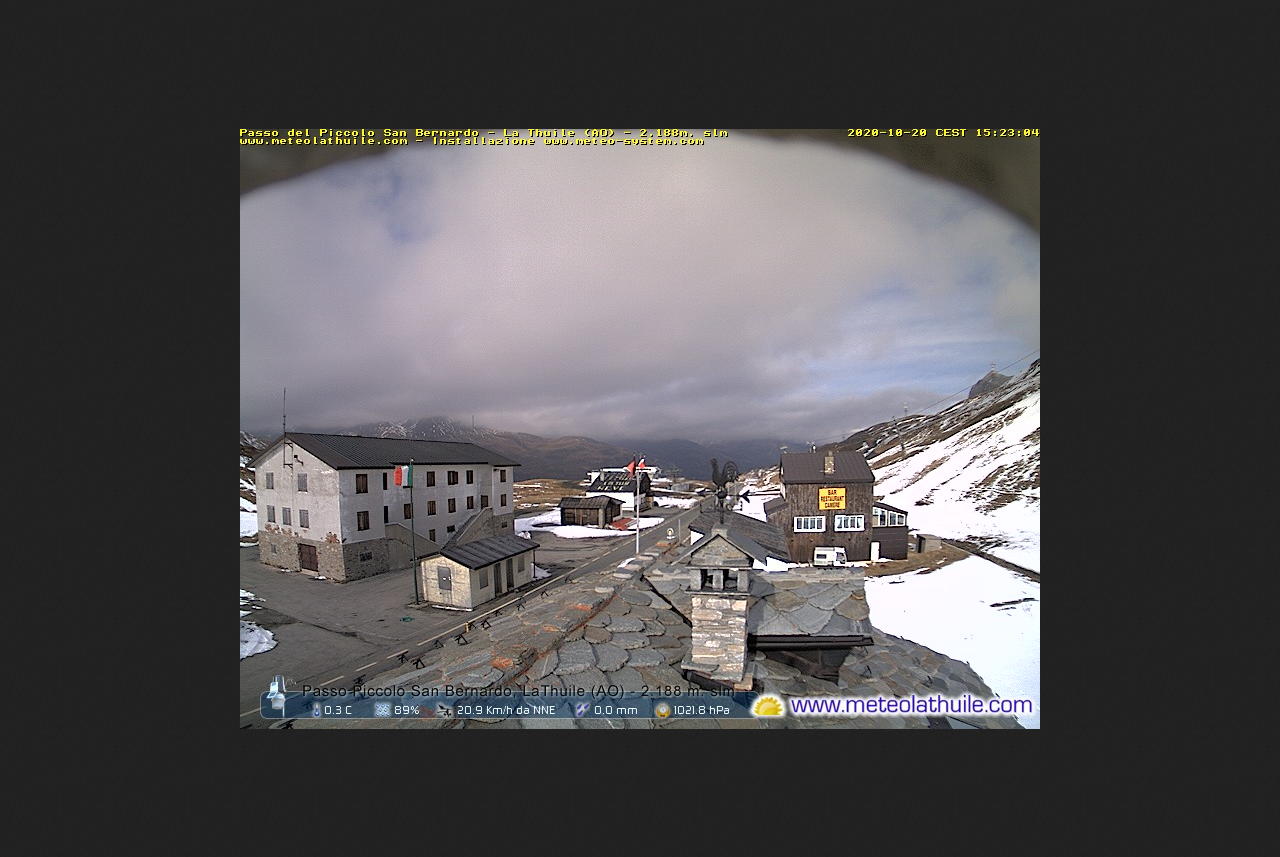 Passo del Piccolo San Bernardo - La Thuile (AO) - 2.188m. slm
2020-10-20 CEST 15:23:04
www.meteolathuile.com - Installazione www.meteo-system.com
BAR
RESTAURANT
CAMERE
Passo Piccolo San Bernardo, LaThuile (AO) - 2.188 m. slm
0.3 C 89% 20.9 Km/h da NNE 0.0 mm 1021.8 hPa
www.meteolathuile.com